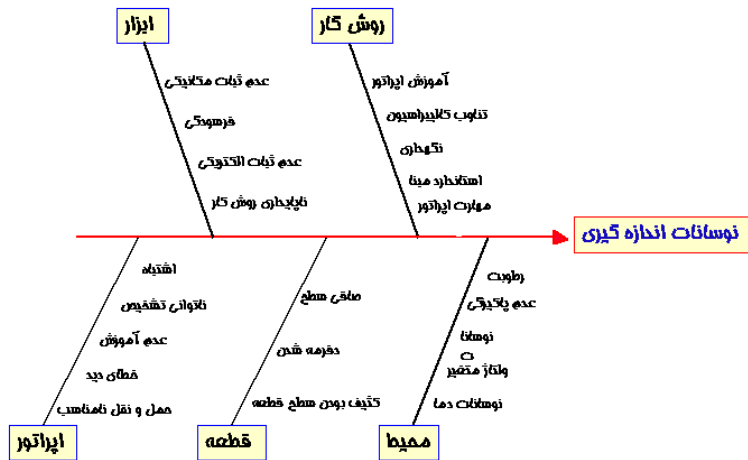 ابزار
روش کار
عدم ثبات مکانیکی
فرسودگی
عدم ثبات الکتریکی
ناپایداری روش کار
آموزش اپراتور
تناوب کالیبراسیون
نگهداری
استاندارد مبنا
مهارت اپراتور
نوسانات اندازه گیری
اشتباه
ناتوانی تشخیص
عدم آموزش
خطای دید
حمل و نقل نامناسب
صافی سطح
دفرمه شدن
کثیف بودن سطح قطعه
رطوبت
عدم پاکیزگی
نوسانا
ت
ولتاژ متغیر
نوسانات دما
اپراتور
قطعه
محیط